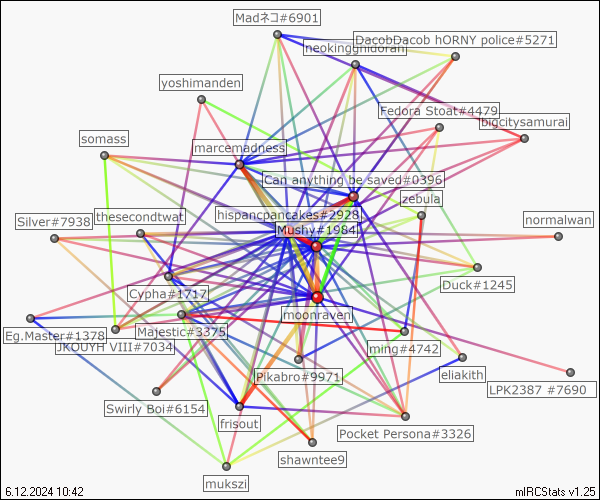 Madネコ#6901
DacobDacob hORNY police#5271
neokingghidorah
yoshimanden
Fedora Stoat#4479
bigcitysamurai
somass
marcemadness
Can anything be saved#0396
zebula
Silver#7938
thesecondtwat
hispancpancakes#2928
normalwan
Mushy#1984
Duck#1245
Cypha#1717
moonraven
Eg.Master#1378
Majestic#3375
JKOUYH VIII#7034
ming#4742
Pikabro#9971
eliakith
LPK2387 #7690
Swirly Boi#6154
frisout
Pocket Persona#3326
shawntee9
mukszi
6.12.2024 10:42
mIRCStats v1.25